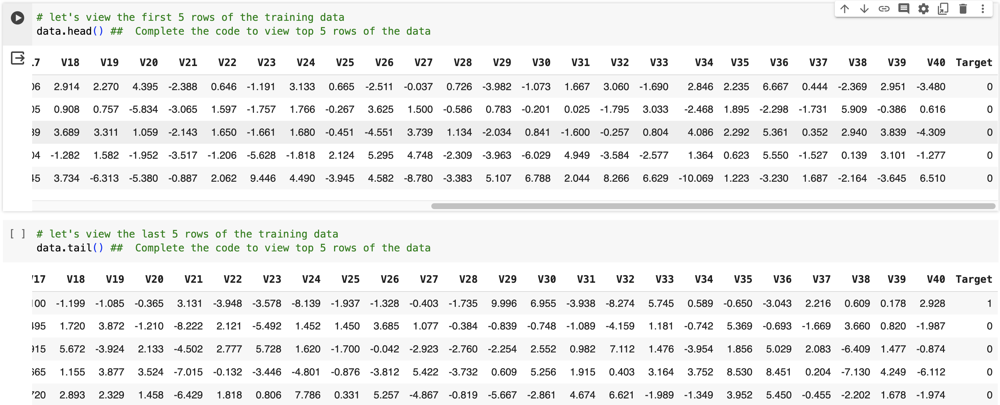 # let's view the first 5 rows of the training data
data.head() ##  Complete the code to view top 5 rows of the data
V18 V19 V20 V21 V22 V23 V24 V25 V26 V27 V28 V29 V30 V31 V32 V33 V34 V35 V36 V37 V38 V39 V40 Target
2.914 2.270 4.395 -2.388 0.646 -1.191 3.133 0.665 -2.511 -0.037 0.726 -3.982 -1.073 1.667 3.060 -1.690 2.846 2.235 6.667 0.444 -2.369 2.951 -3.480 0
0.908 0.757 -5.834 -3.065 1.597 -1.757 1.766 -0.267 3.625 1.500 -0.586 0.783 -0.201 0.025 -1.795 3.033 -2.468 1.895 -2.298 -1.731 5.909 -0.386 0.616 0
3.689 3.311 1.059 -2.143 1.650 -1.661 1.680 -0.451 -4.551 3.739 1.134 -2.034 0.841 -1.600 -0.257 0.804 4.086 2.292 5.361 0.352 2.940 3.839 -4.309 0
-1.282 1.582 -1.952 -3.517 -1.206 -5.628 -1.818 2.124 5.295 4.748 -2.309 -3.963 -6.029 4.949 -3.584 -2.577 1.364 0.623 5.550 -1.527 0.139 3.101 -1.277 0
3.734 -6.313 -5.380 -0.887 2.062 9.446 4.490 -3.945 4.582 -8.780 -3.383 5.107 6.788 2.044 8.266 6.629 -10.069 1.223 -3.230 1.687 -2.164 -3.645 6.510 0
[ ] # let's view the last 5 rows of the training data
data.tail() ##  Complete the code to view top 5 rows of the data
V18 V19 V20 V21 V22 V23 V24 V25 V26 V27 V28 V29 V30 V31 V32 V33 V34 V35 V36 V37 V38 V39 V40 Target
-1.199 -1.085 -0.365 3.131 -3.948 -3.578 -8.139 -1.937 -1.328 -0.403 -1.735 9.996 6.955 -3.938 -8.274 5.745 0.589 -0.650 -3.043 2.216 0.609 0.178 2.928 1
1.720 3.872 -1.210 -8.222 2.121 -5.492 1.452 1.450 3.685 1.077 -0.384 -0.839 -0.748 -1.089 -4.159 1.181 -0.742 5.369 -0.693 -1.669 3.660 0.820 -1.987 0
5.672 -3.924 2.133 -4.502 2.777 5.728 1.620 -1.700 -0.042 -2.923 -2.760 -2.254 2.552 0.982 7.112 1.476 -3.954 1.856 5.029 2.083 -6.409 1.477 -0.874 0
1.155 3.877 3.524 -7.015 -0.132 -3.446 -4.801 -0.876 -3.812 5.422 -3.732 0.609 5.256 1.915 0.403 3.164 3.752 8.530 8.451 0.204 -7.130 4.249 -6.112 0
2.893 2.329 1.458 -6.429 1.818 0.806 7.786 0.331 5.257 -4.867 -0.819 -5.667 -2.861 4.674 6.621 -1.989 -1.349 3.952 5.450 -0.455 -2.202 1.678 -1.974 0